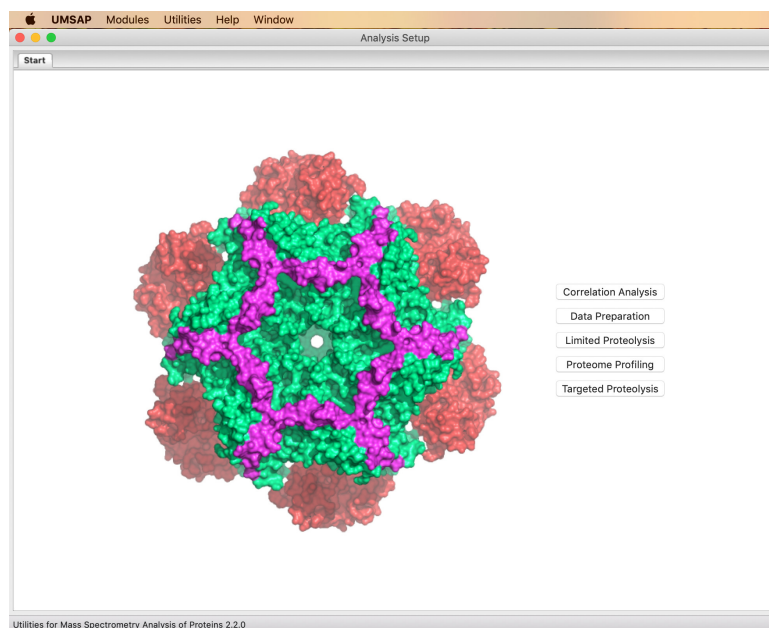 UMSAP Modules Utilities Help Window
Analysis Setup
Start
Correlation Analysis
Data Preparation
Limited Proteolysis
Proteome Profiling
Targeted Proteolysis
Utilities for Mass Spectrometry Analysis of Proteins 2.2.0